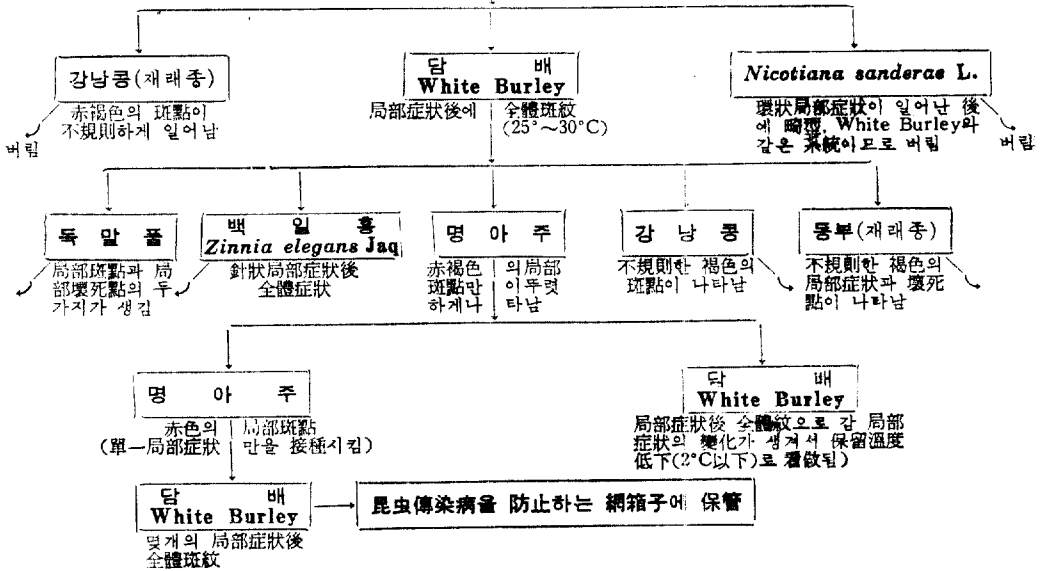 강낭콩(재래종)
赤褐色의 斑點이
不規則하게 일어남
버림
담 배
White Burley
局部症狀後에 全體斑紋
(25°~30°C)
Nicotiana sanderae L.
環狀局部症狀이 일어난 後
에 畸型, White Burley와
같은 系統이므로 버림
버림
독 말 풀
局部斑點과 局
部壞死點의 두
가지가 생김
백 일 홍
Zinnia elegans Jaq
針狀局部症狀後
全體症狀
명 아 주
赤褐色 의局部
斑點만 이뚜렷
하게나 타남
강 낭 콩
不規則한 褐色의
斑點이 나타남
동부(재래종)
不規則한 褐色의
局部症狀과 壞死
點이 나타남
명 아 주
赤色의 局部斑點
(單一局部症狀 만을 接種시킴)
담 배
White Burley
局部症狀後 全體紋으로 감 局部
症狀의 變化가 생겨서 保留溫度
低下(2°C以下)로 看做됨)
담 배
White Burley
몇개의 局部症狀後
全體斑紋
昆虫傳染病을 防止하는 網箱子에 保管